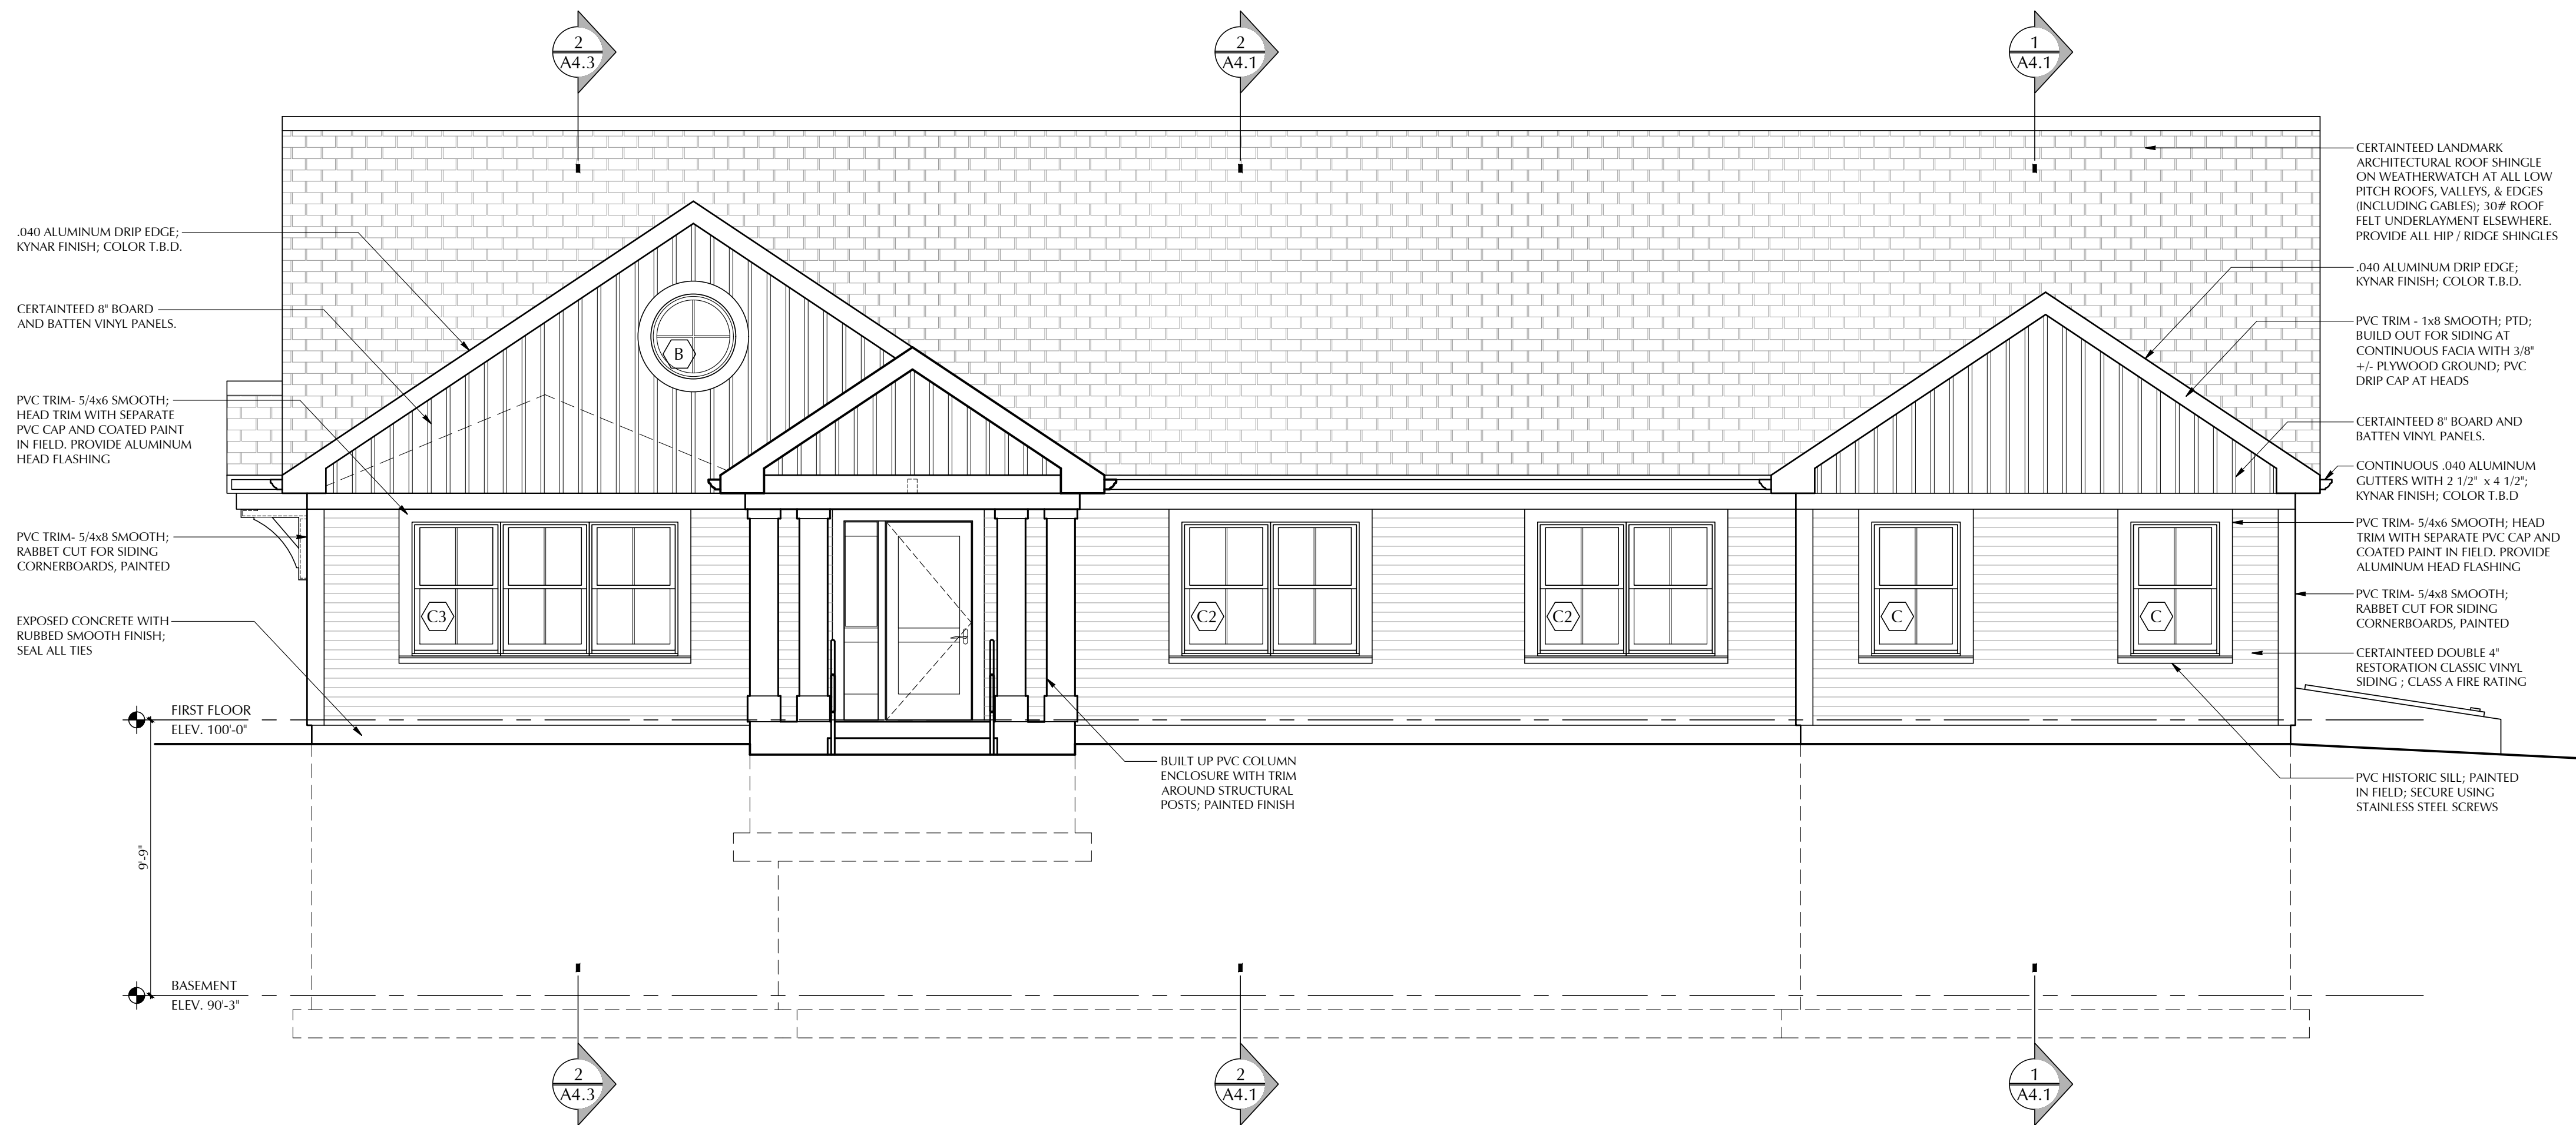 2
A4.3
2
A4.1
1
A4.1
.040 ALUMINUM DRIP EDGE;
KYNAR FINISH; COLOR T.B.D.
CERTAINTEED 8" BOARD
AND BATTEN VINYL PANELS.
PVC TRIM- 5/4x6 SMOOTH;
HEAD TRIM WITH SEPARATE
PVC CAP AND COATED PAINT
IN FIELD. PROVIDE ALUMINUM
HEAD FLASHING
PVC TRIM- 5/4x8 SMOOTH;
RABBET CUT FOR SIDING
CORNERBOARDS, PAINTED
EXPOSED CONCRETE WITH
RUBBED SMOOTH FINISH;
SEAL ALL TIES
FIRST FLOOR
ELEV. 100'-0"
9'-9"
BASEMENT
ELEV. 90'-3"
B
C3
C2
C2
C
C
BUILT UP PVC COLUMN
ENCLOSURE WITH TRIM
AROUND STRUCTURAL
POSTS; PAINTED FINISH
CERTAINTEED LANDMARK
ARCHITECTURAL ROOF SHINGLE
ON WEATHERWATCH AT ALL LOW
PITCH ROOFS, VALLEYS, & EDGES
(INCLUDING GABLES); 30# ROOF
FELT UNDERLAYMENT ELSEWHERE.
PROVIDE ALL HIP / RIDGE SHINGLES
.040 ALUMINUM DRIP EDGE;
KYNAR FINISH; COLOR T.B.D.
PVC TRIM - 1x8 SMOOTH; PTD;
BUILD OUT FOR SIDING AT
CONTINUOUS FACIA WITH 3/8"
+/- PLYWOOD GROUND; PVC
DRIP CAP AT HEADS
CERTAINTEED 8" BOARD AND
BATTEN VINYL PANELS.
CONTINUOUS .040 ALUMINUM
GUTTERS WITH 2 1/2" x 4 1/2";
KYNAR FINISH; COLOR T.B.D
PVC TRIM- 5/4x6 SMOOTH; HEAD
TRIM WITH SEPARATE PVC CAP AND
COATED PAINT IN FIELD. PROVIDE
ALUMINUM HEAD FLASHING
PVC TRIM- 5/4x8 SMOOTH;
RABBET CUT FOR SIDING
CORNERBOARDS, PAINTED
CERTAINTEED DOUBLE 4"
RESTORATION CLASSIC VINYL
SIDING ; CLASS A FIRE RATING
PVC HISTORIC SILL; PAINTED
IN FIELD; SECURE USING
STAINLESS STEEL SCREWS
2
A4.3
2
A4.1
1
A4.1